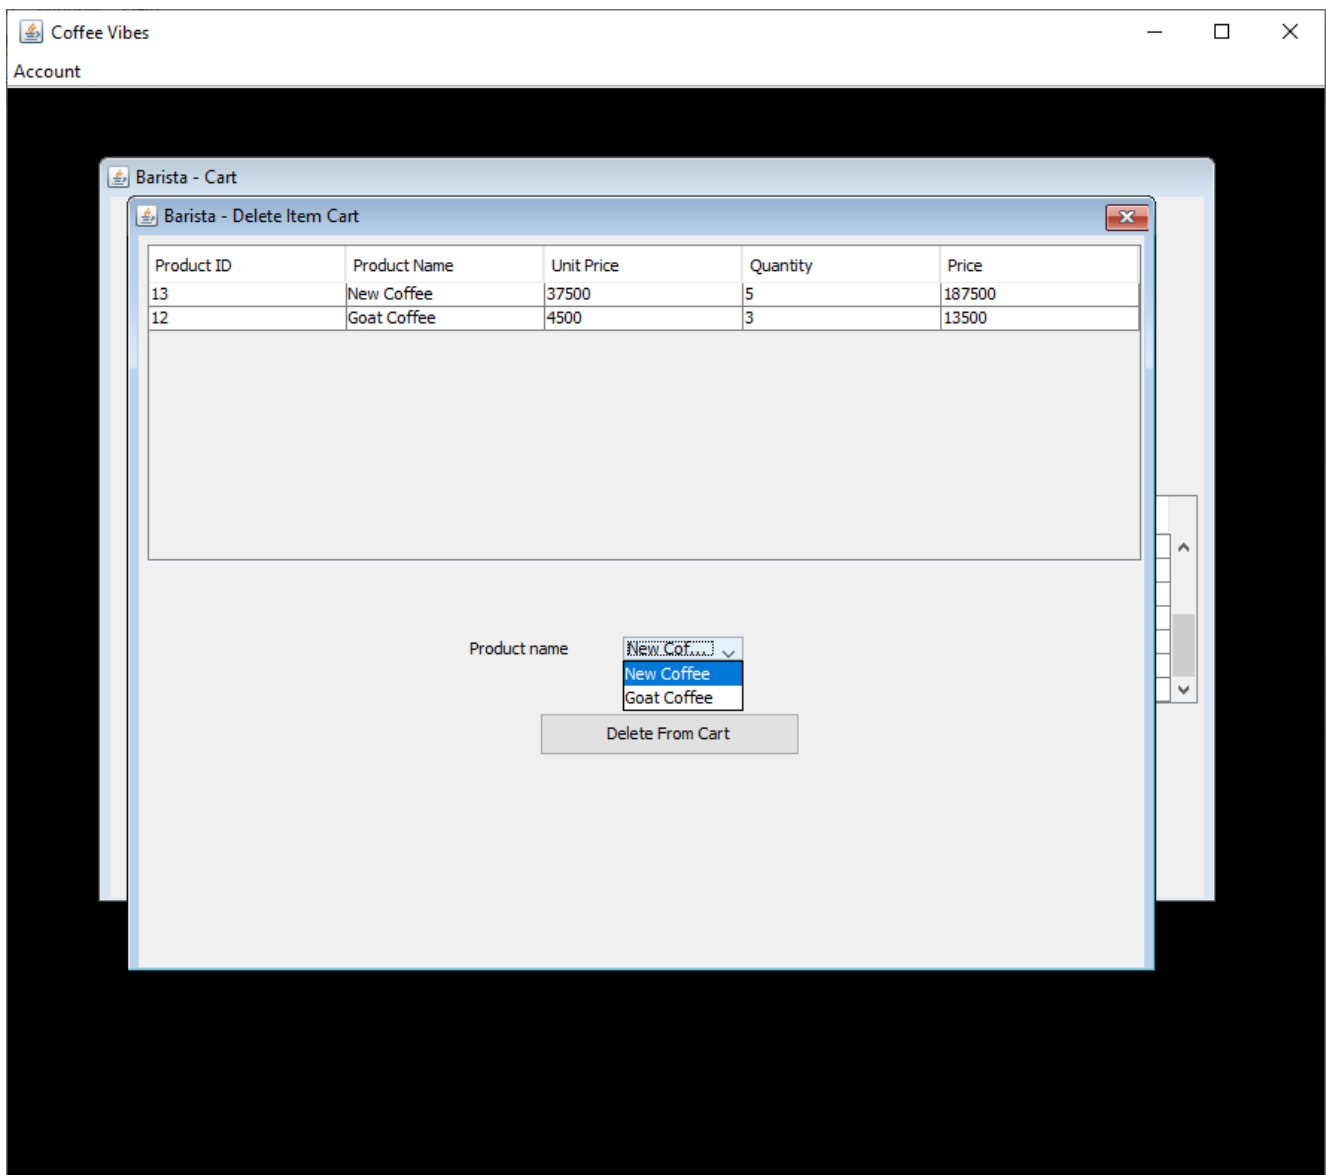 Coffee Vibes
Account
Barista - Cart
Barista - Delete Item Cart
Product ID Product Name Unit Price Quantity Price
13 New Coffee 37500 5 187500
12 Goat Coffee 4500 3 13500
Product name New Cof...
New Coffee
Goat Coffee
Delete From Cart